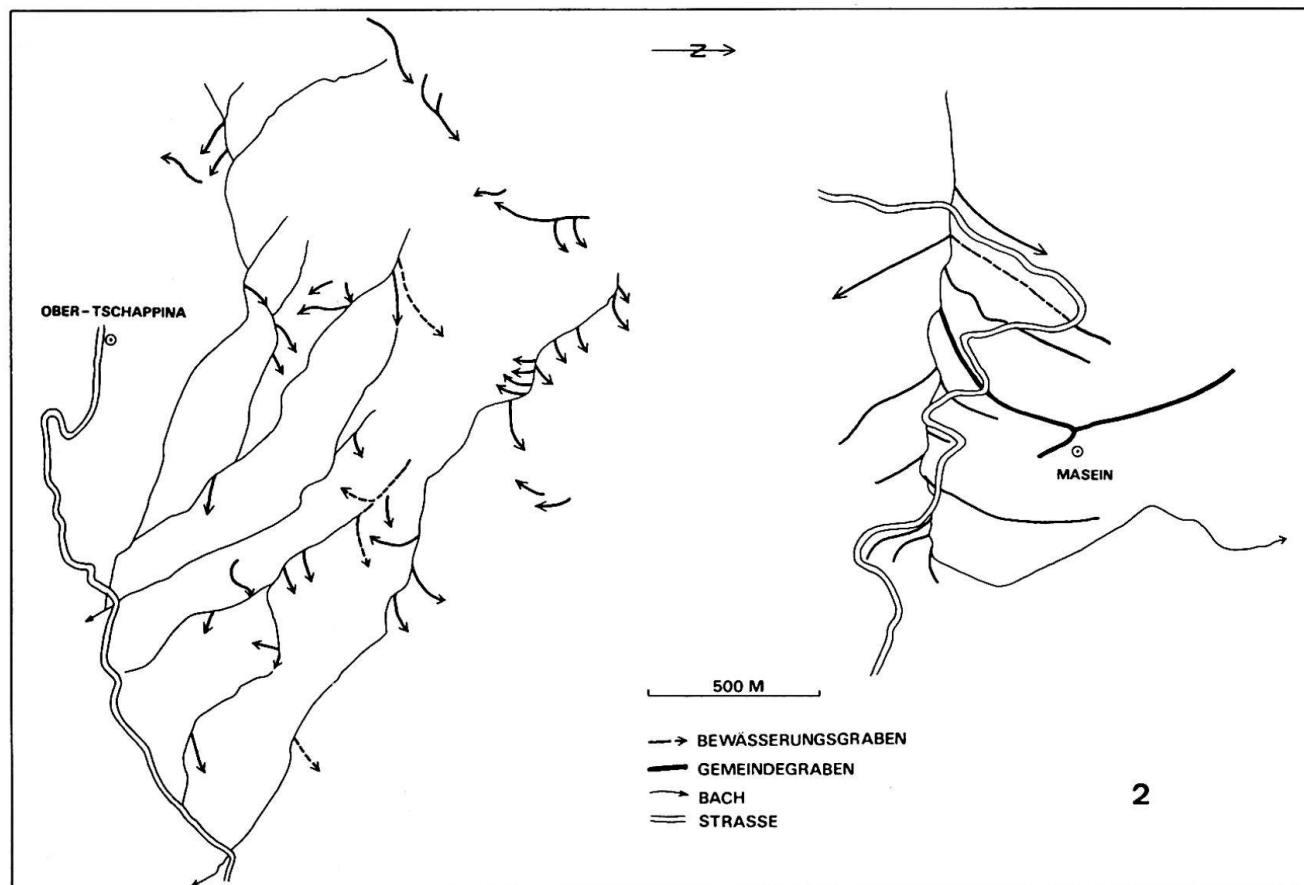 N
OBER-TSCHAPPINA
MASEIN
500 M
BEWÄSSERUNGSGRABEN
GEMEINDEGRABEN
BACH
STRASSE
2